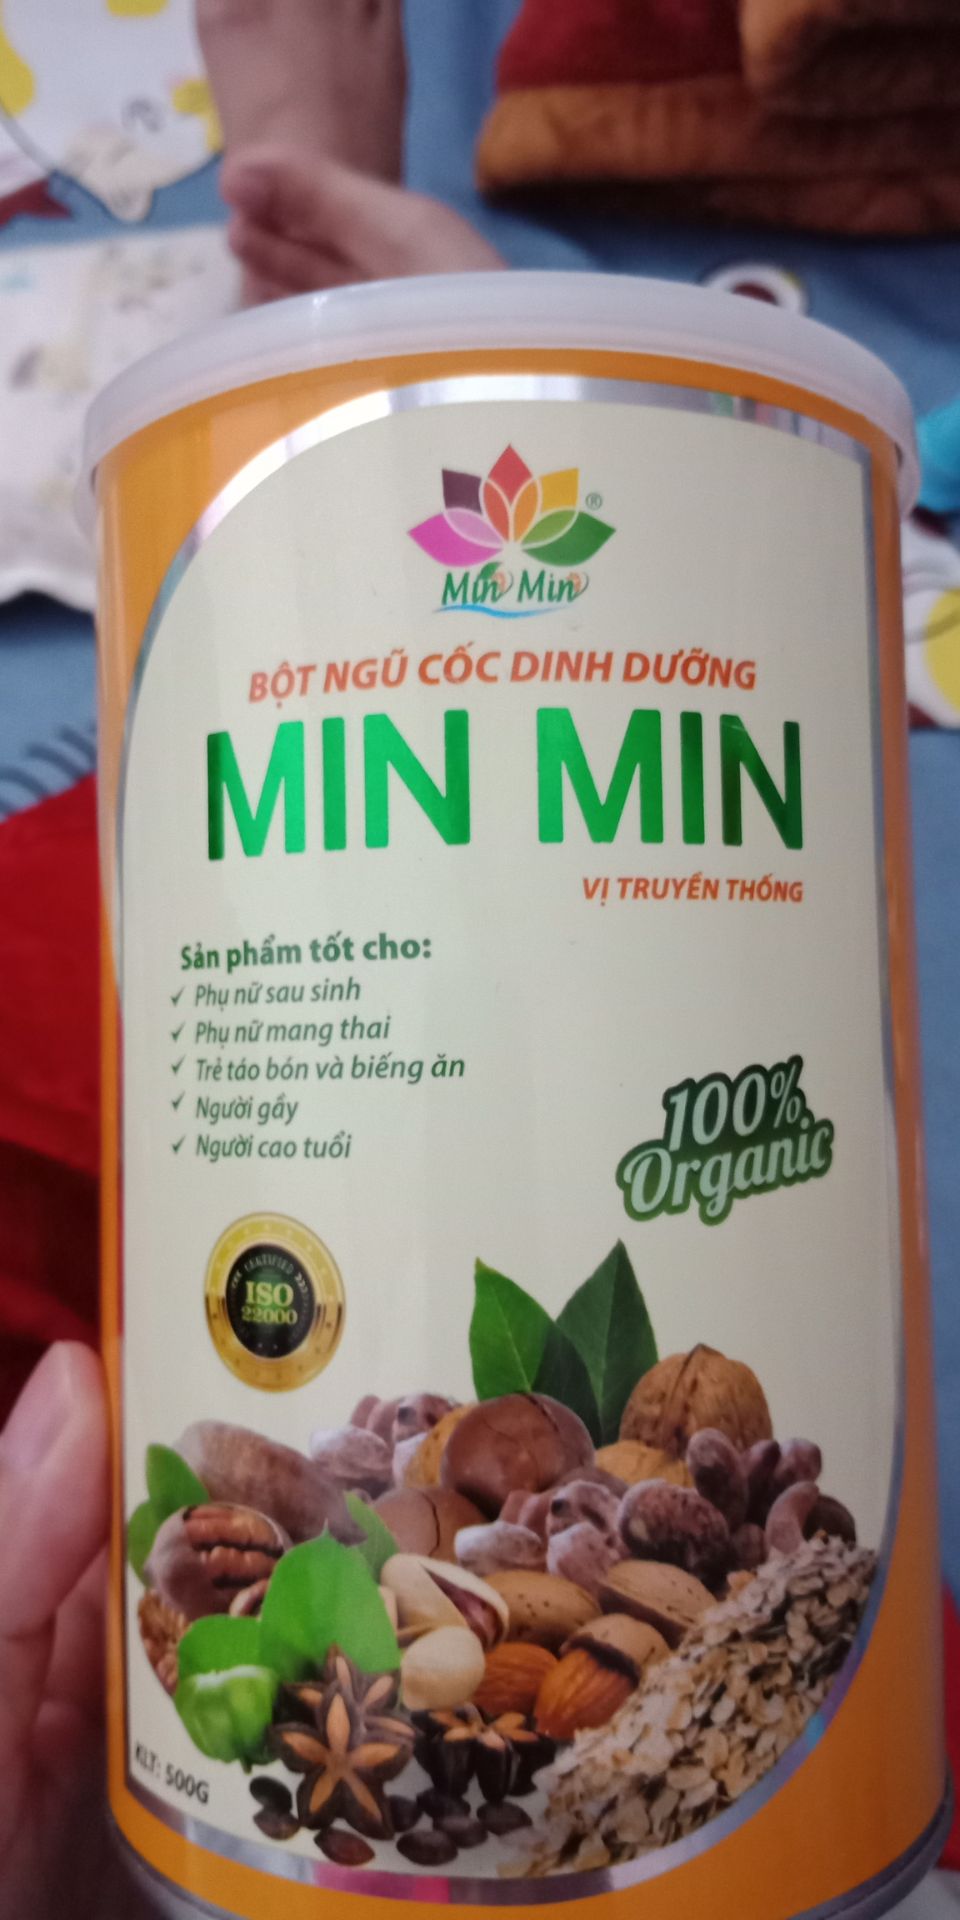 Min Min ®
BỘT NGŨ CỐC DINH DƯỠNG
MIN MIN
VỊ TRUYỀN THỐNG
Sản phẩm tốt cho:
✓ Phụ nữ sau sinh
✓ Phụ nữ mang thai
✓ Trẻ táo bón và biếng ăn
✓ Người gầy
✓ Người cao tuổi
100%
Organic
CERTIFIED
ISO
22000
KLT: 500G